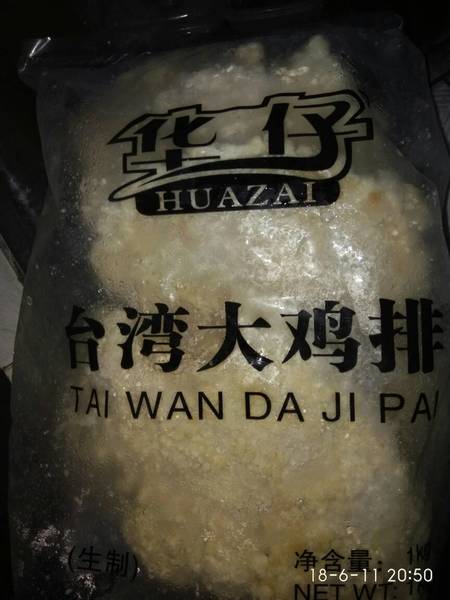 华仔
HUAZAI
台湾大鸡排
TAI WAN DA JI PAI
(生制)
净含量: 1kg
NET WT:
18-6-11 20:50